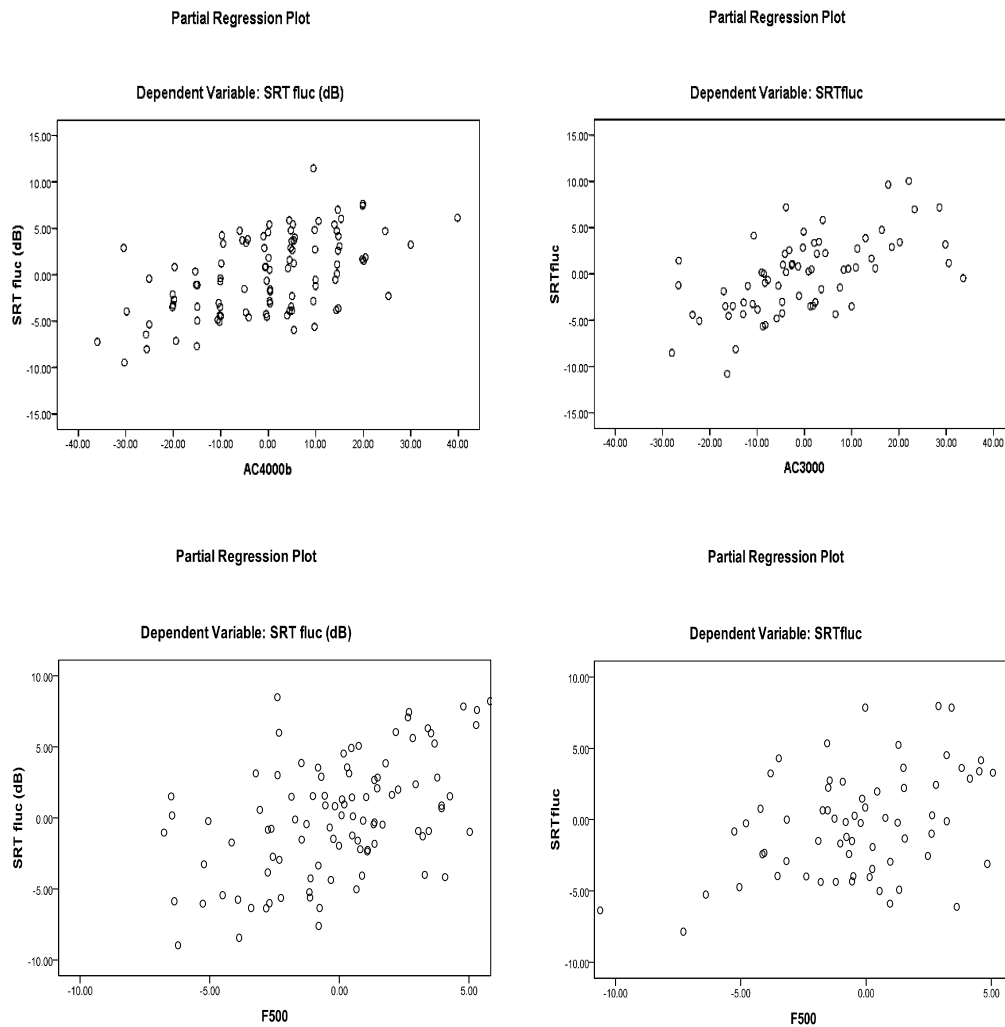 Partial Regression Plot
Dependent Variable: SRT fluc (dB)
SRT fluc (dB)
15.00
10.00
5.00
0.00
-5.00
-10.00
-15.00
-40.00 -30.00 -20.00 -10.00 0.00 10.00 20.00 30.00 40.00
AC4000b
Partial Regression Plot
Dependent Variable: SRTfluc
SRTfluc
15.00
10.00
5.00
0.00
-5.00
-10.00
-15.00
-40.00 -30.00 -20.00 -10.00 0.00 10.00 20.00 30.00 40.00
AC3000
Partial Regression Plot
Dependent Variable: SRT fluc (dB)
SRT fluc (dB)
10.00
5.00
0.00
-5.00
-10.00
-10.00 -5.00 0.00 5.00
F500
Partial Regression Plot
Dependent Variable: SRTfluc
SRTfluc
10.00
5.00
0.00
-5.00
-10.00
-10.00 -5.00 0.00 5.00
F500